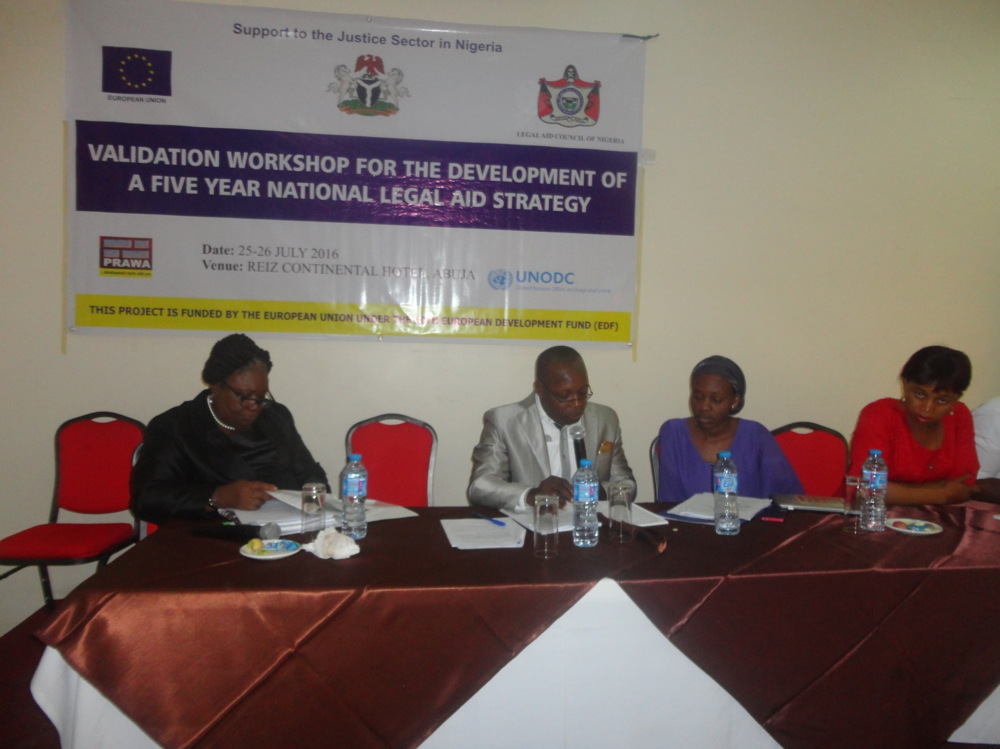 Support to the Justice Sector in Nigeria
EUROPEAN UNION
LEGAL AID COUNCIL OF NIGERIA
VALIDATION WORKSHOP FOR THE DEVELOPMENT OF
A FIVE YEAR NATIONAL LEGAL AID STRATEGY
PRAWA
Date: 25-26 JULY 2016
Venue: REIZ CONTINENTAL HOTEL, ABUJA
UNODC
United Nations Office on Drugs and Crime
THIS PROJECT IS FUNDED BY THE EUROPEAN UNION UNDER THE 10TH EUROPEAN DEVELOPMENT FUND (EDF)